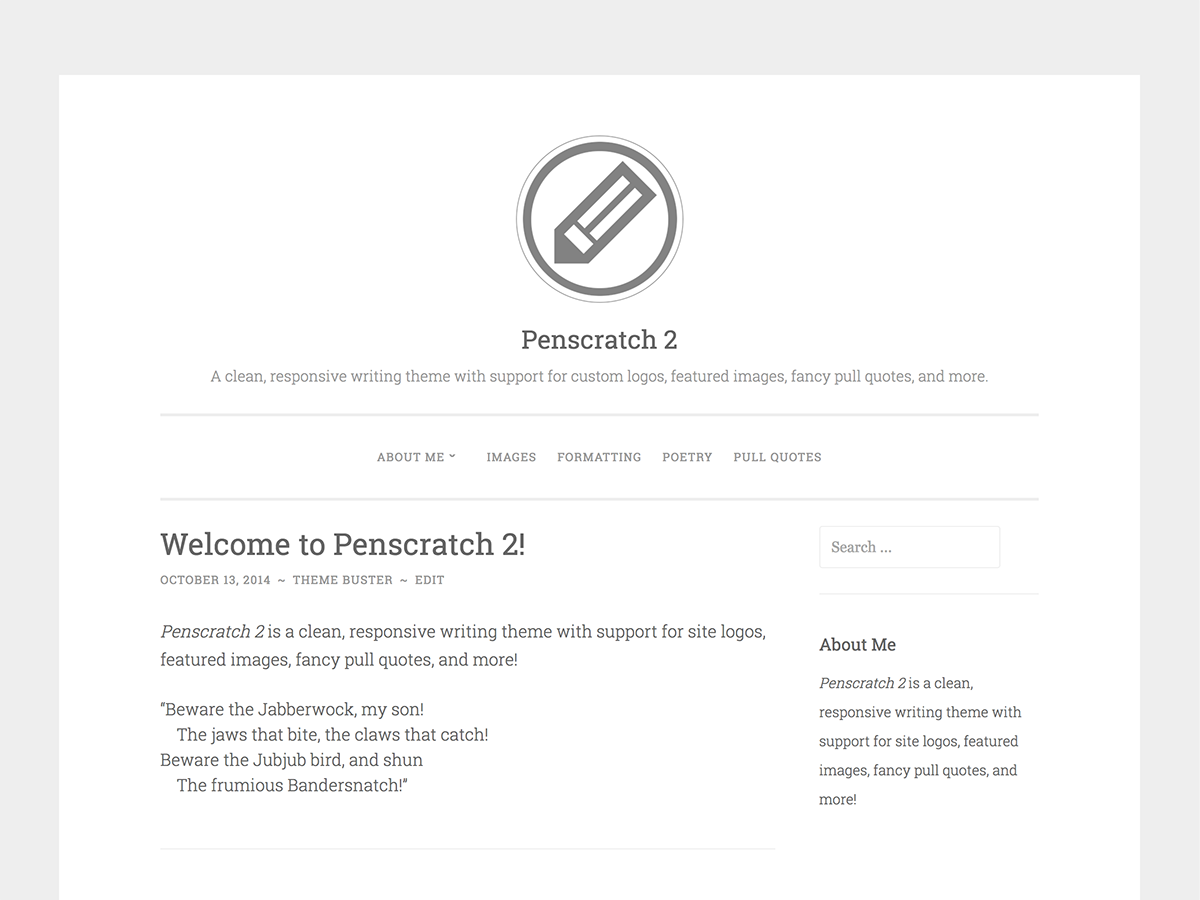 Penscratch 2
A clean, responsive writing theme with support for custom logos, featured images, fancy pull quotes, and more.
ABOUT ME IMAGES FORMATTING POETRY PULL QUOTES
Welcome to Penscratch 2!
OCTOBER 13, 2014 ~ THEME BUSTER ~ EDIT
Penscratch 2 is a clean, responsive writing theme with support for site logos,
featured images, fancy pull quotes, and more!
“Beware the Jabberwock, my son!
The jaws that bite, the claws that catch!
Beware the Jubjub bird, and shun
The frumious Bandersnatch!”
Search ...
About Me
Penscratch 2 is a clean,
responsive writing theme with
support for site logos, featured
images, fancy pull quotes, and
more!